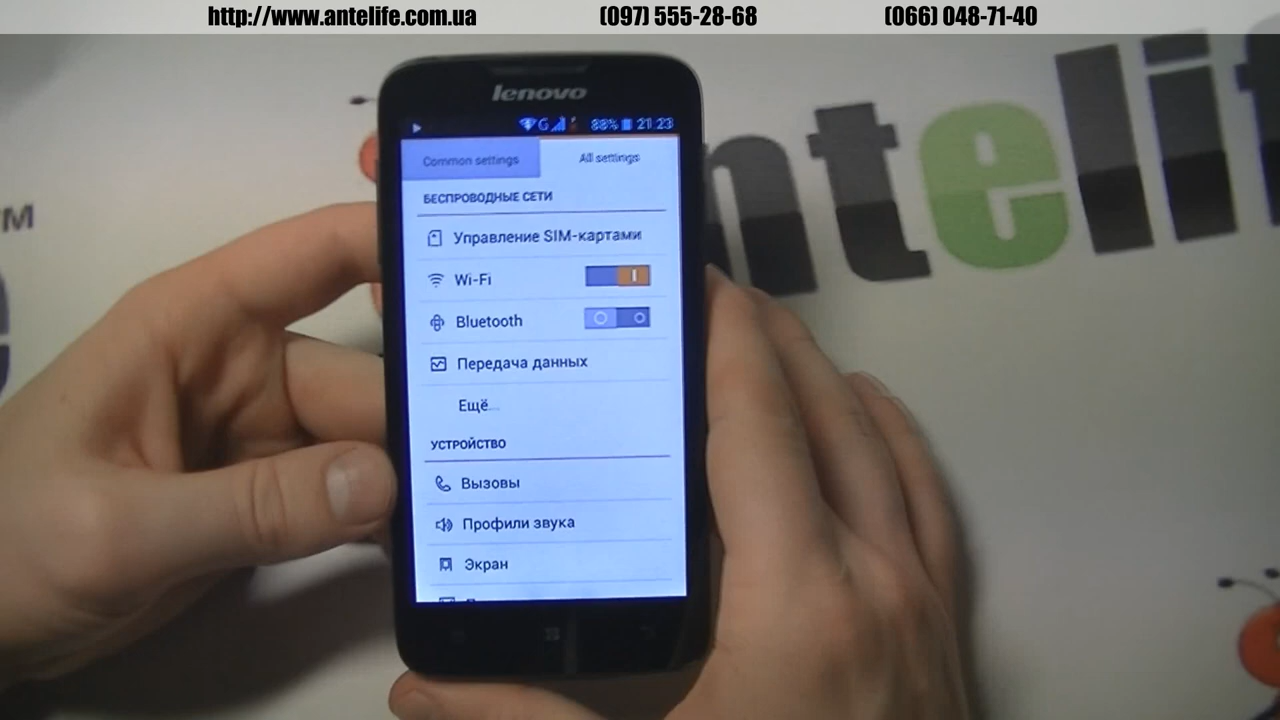 http://www.antelife.com.ua (097) 555-28-68 (066) 048-71-40
lenovo
G 88% 21:23
Common settings All settings
БЕСПРОВОДНЫЕ СЕТИ
Управление SIM-картами
Wi-Fi
Bluetooth
Передача данных
Ещё...
УСТРОЙСТВО
Вызовы
Профили звука
Экран
antelif